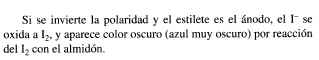 Si se invierte la polaridad y el estilete es el ánodo, el I⁻ se
oxida a I₂, y aparece color oscuro (azul muy oscuro) por reacción
del I₂ con el almidón.